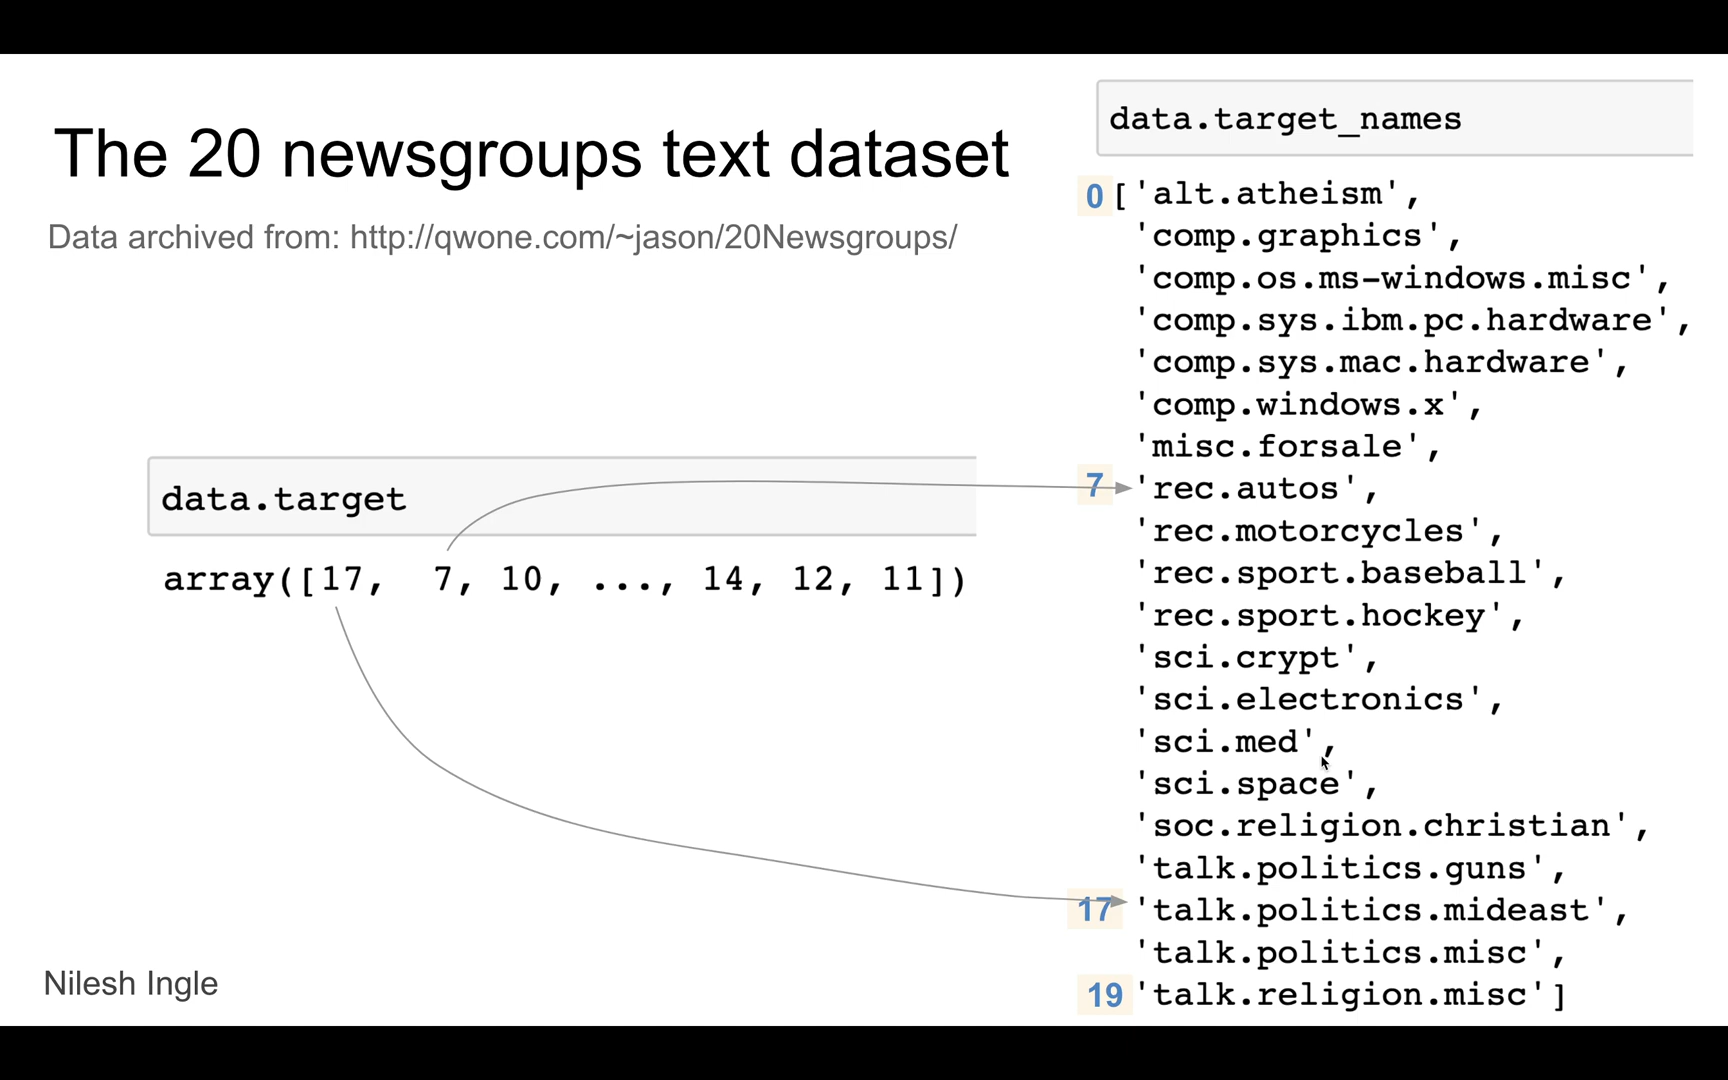 The 20 newsgroups text dataset
Data archived from: http://qwone.com/~jason/20Newsgroups/
data.target
array([17,  7, 10, ..., 14, 12, 11])
Nilesh Ingle
data.target_names
0 ['alt.atheism',
'comp.graphics',
'comp.os.ms-windows.misc',
'comp.sys.ibm.pc.hardware',
'comp.sys.mac.hardware',
'comp.windows.x',
'misc.forsale',
7 'rec.autos',
'rec.motorcycles',
'rec.sport.baseball',
'rec.sport.hockey',
'sci.crypt',
'sci.electronics',
'sci.med',
'sci.space',
'soc.religion.christian',
'talk.politics.guns',
17 'talk.politics.mideast',
'talk.politics.misc',
19 'talk.religion.misc']